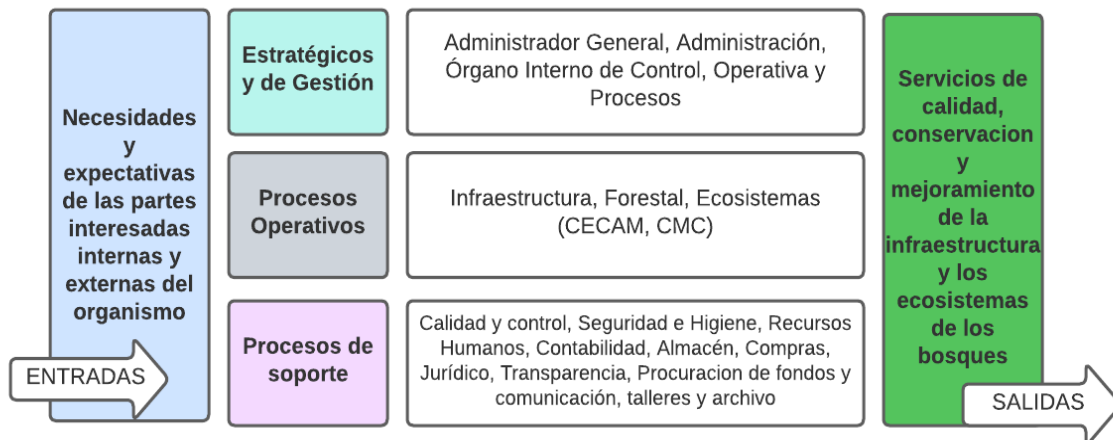 Necesidades
y
expectativas
de las partes
interesadas
internas y
externas del
organismo
ENTRADAS
Estratégicos
y de Gestión
Administrador General, Administración,
Órgano Interno de Control, Operativa y
Procesos
Procesos
Operativos
Infraestructura, Forestal, Ecosistemas
(CECAM, CMC)
Procesos de
soporte
Calidad y control, Seguridad e Higiene, Recursos
Humanos, Contabilidad, Almacén, Compras,
Jurídico, Transparencia, Procuracion de fondos y
comunicación, talleres y archivo
Servicios de
calidad,
conservacion
y
mejoramiento
de la
infraestructura
y los
ecosistemas
de los
bosques
SALIDAS